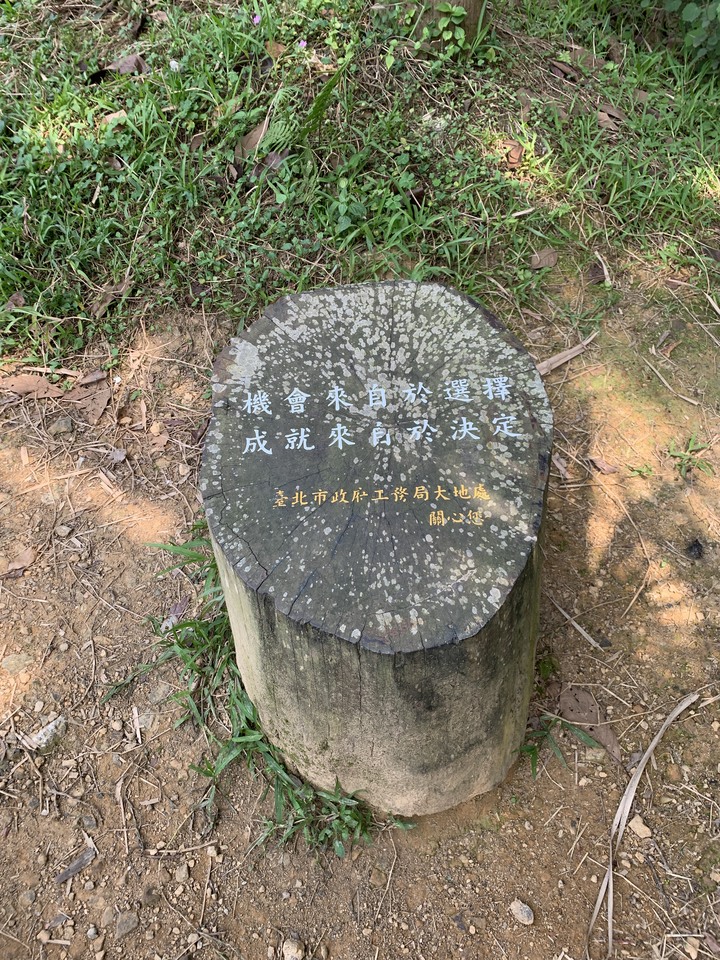 機會來自於選擇
成就來自於決定
臺北市政府工務局大地處
關心您